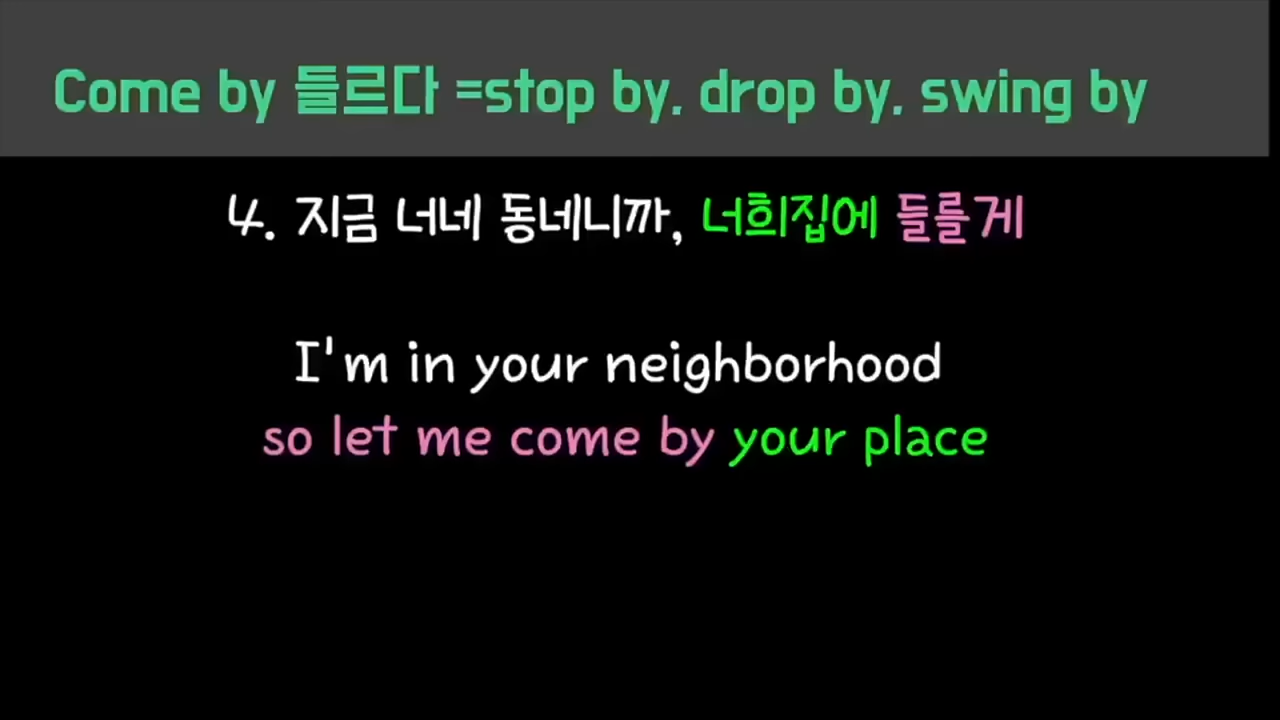 Come by 들르다 =stop by, drop by, swing by
4. 지금 너네 동네니까, 너희집에 들를게
I'm in your neighborhood
so let me come by your place